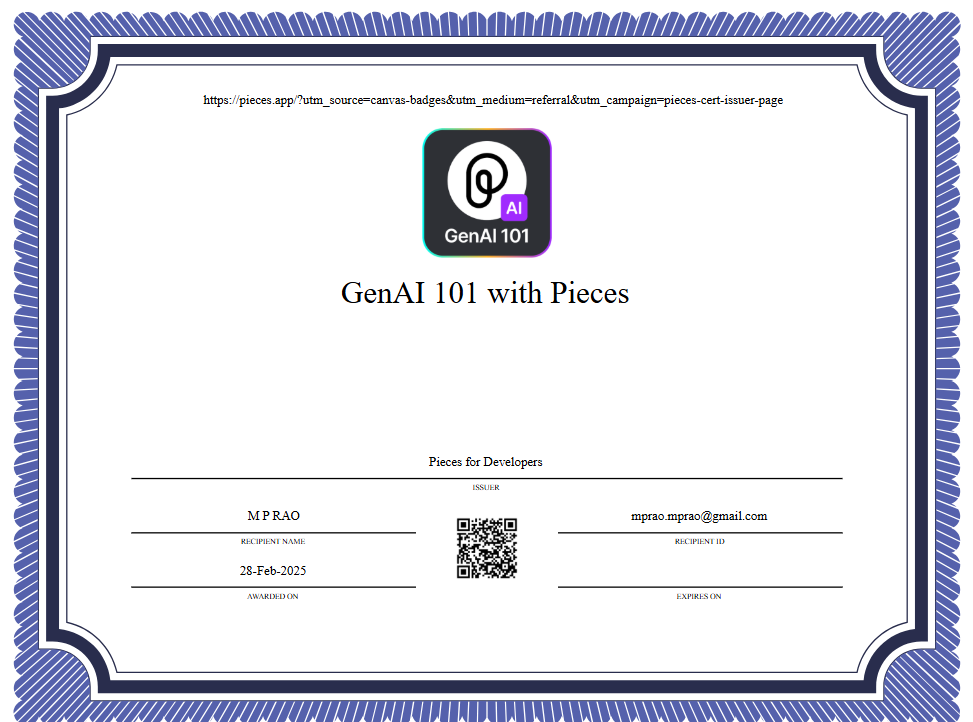 https://pieces.app/?utm_source=canvas-badges&utm_medium=referral&utm_campaign=pieces-cert-issuer-page
AI
GenAI 101
GenAI 101 with Pieces
Pieces for Developers
ISSUER
M P RAO
RECIPIENT NAME
mprao.mprao@gmail.com
RECIPIENT ID
28-Feb-2025
AWARDED ON
EXPIRES ON